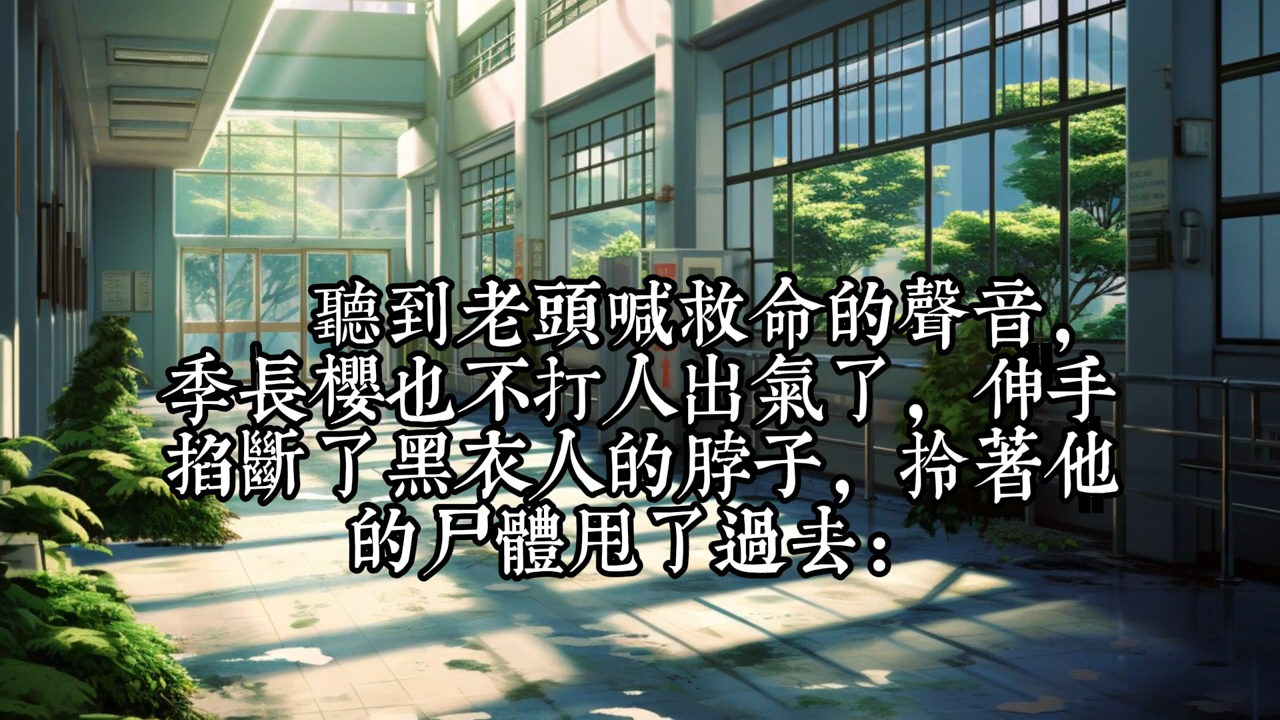 聽到老頭喊救命的聲音，
季長櫻也不打人出氣了，伸手
掐斷了黑衣人的脖子，拎著他
的尸體甩了過去：